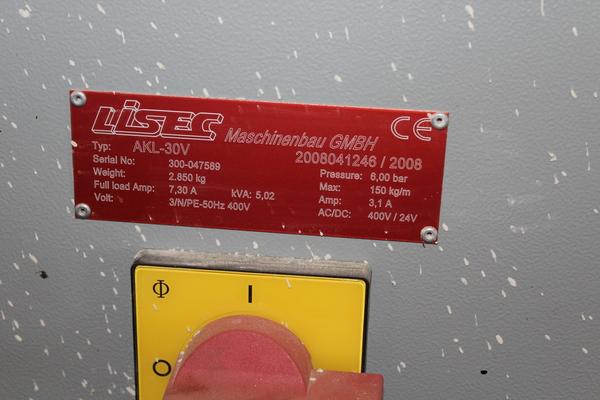 LiSEC Maschinenbau GMBH CE
Typ: AKL-30V 2008041246 / 2008
Serial No: 300-047589 Pressure: 6,00 bar
Weight: 2.850 kg Max: 150 kg/m
Full load Amp: 7,30 A kVA: 5,02 Amp: 3,1 A
Volt: 3/N/PE-50Hz 400V AC/DC: 400V / 24V
Φ I
O